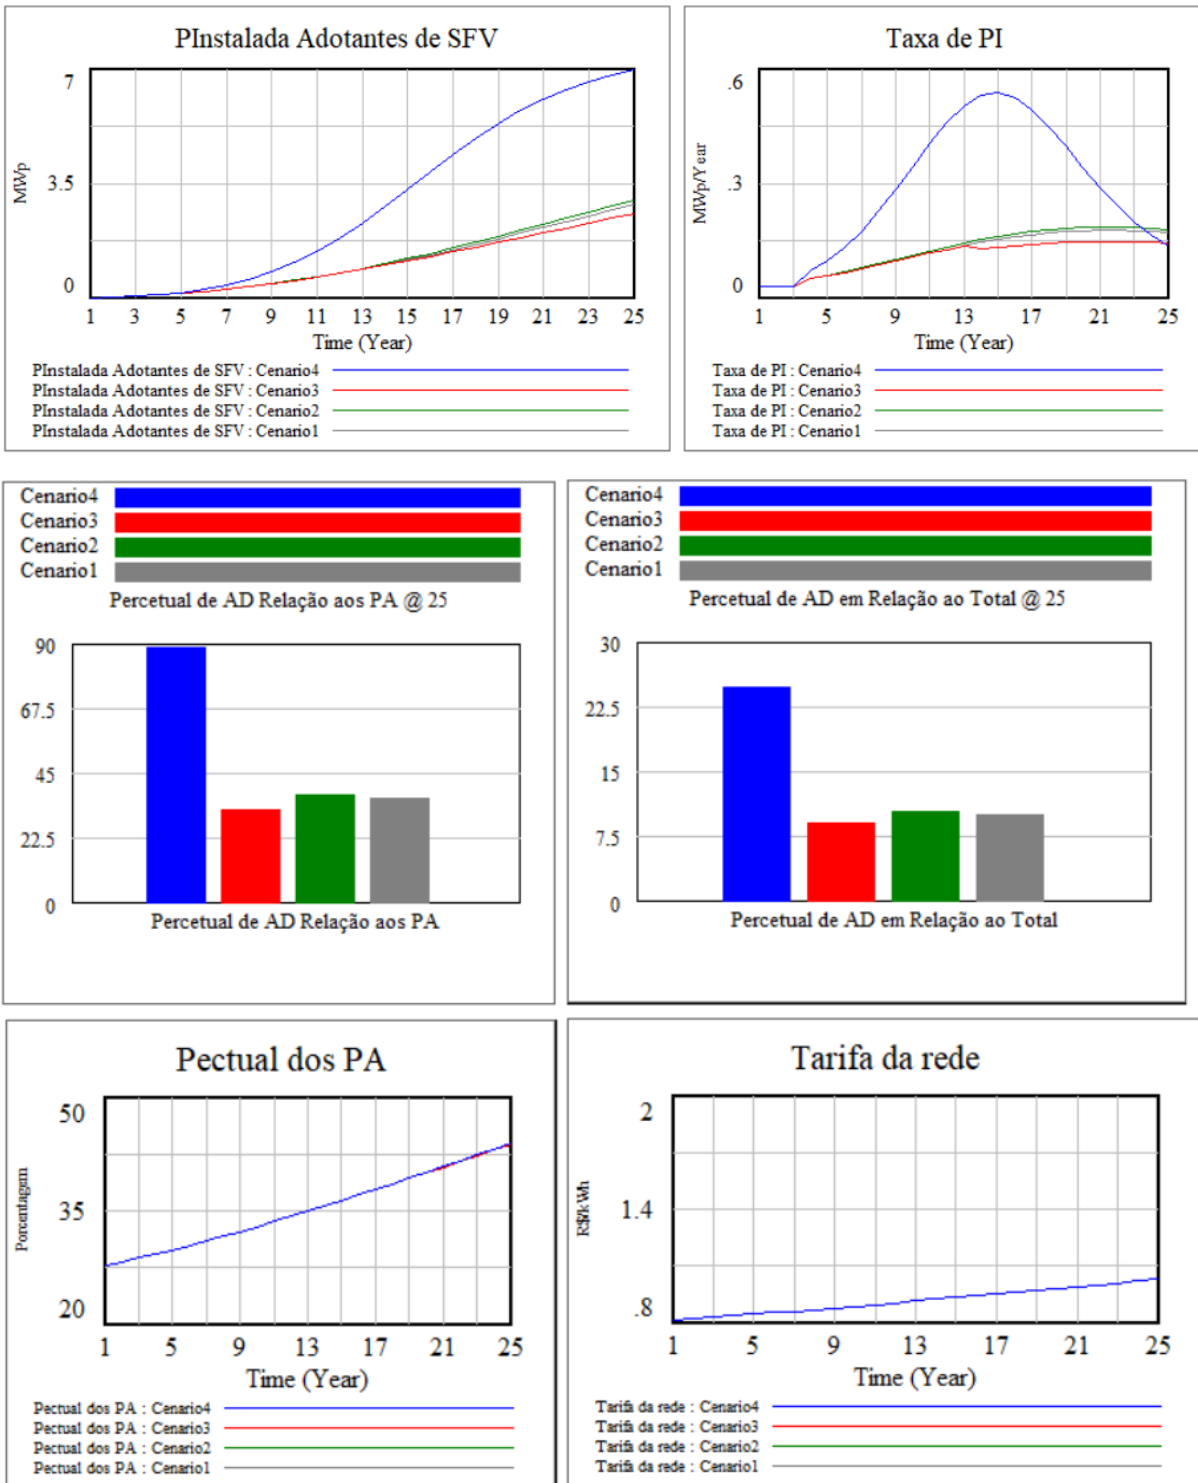 PInstalada Adotantes de SFV
7
3.5
0
MWp
1 3 5 7 9 11 13 15 17 19 21 23 25
Time (Year)
PInstalada Adotantes de SFV : Cenario4
PInstalada Adotantes de SFV : Cenario3
PInstalada Adotantes de SFV : Cenario2
PInstalada Adotantes de SFV : Cenario1
Taxa de PI
.6
.3
0
MWp/Year
1 5 9 13 17 21 25
Time (Year)
Taxa de PI : Cenario4
Taxa de PI : Cenario3
Taxa de PI : Cenario2
Taxa de PI : Cenario1
Cenario4
Cenario3
Cenario2
Cenario1
Percetual de AD Relação aos PA @ 25
90
67.5
45
22.5
0
Percetual de AD Relação aos PA
Cenario4
Cenario3
Cenario2
Cenario1
Percetual de AD em Relação ao Total @ 25
30
22.5
15
7.5
0
Percetual de AD em Relação ao Total
Pectual dos PA
50
35
20
Porcentagem
1 5 9 13 17 21 25
Time (Year)
Pectual dos PA : Cenario4
Pectual dos PA : Cenario3
Pectual dos PA : Cenario2
Pectual dos PA : Cenario1
Tarifa da rede
2
1.4
.8
R$/kWh
1 5 9 13 17 21 25
Time (Year)
Tarifa da rede : Cenario4
Tarifa da rede : Cenario3
Tarifa da rede : Cenario2
Tarifa da rede : Cenario1